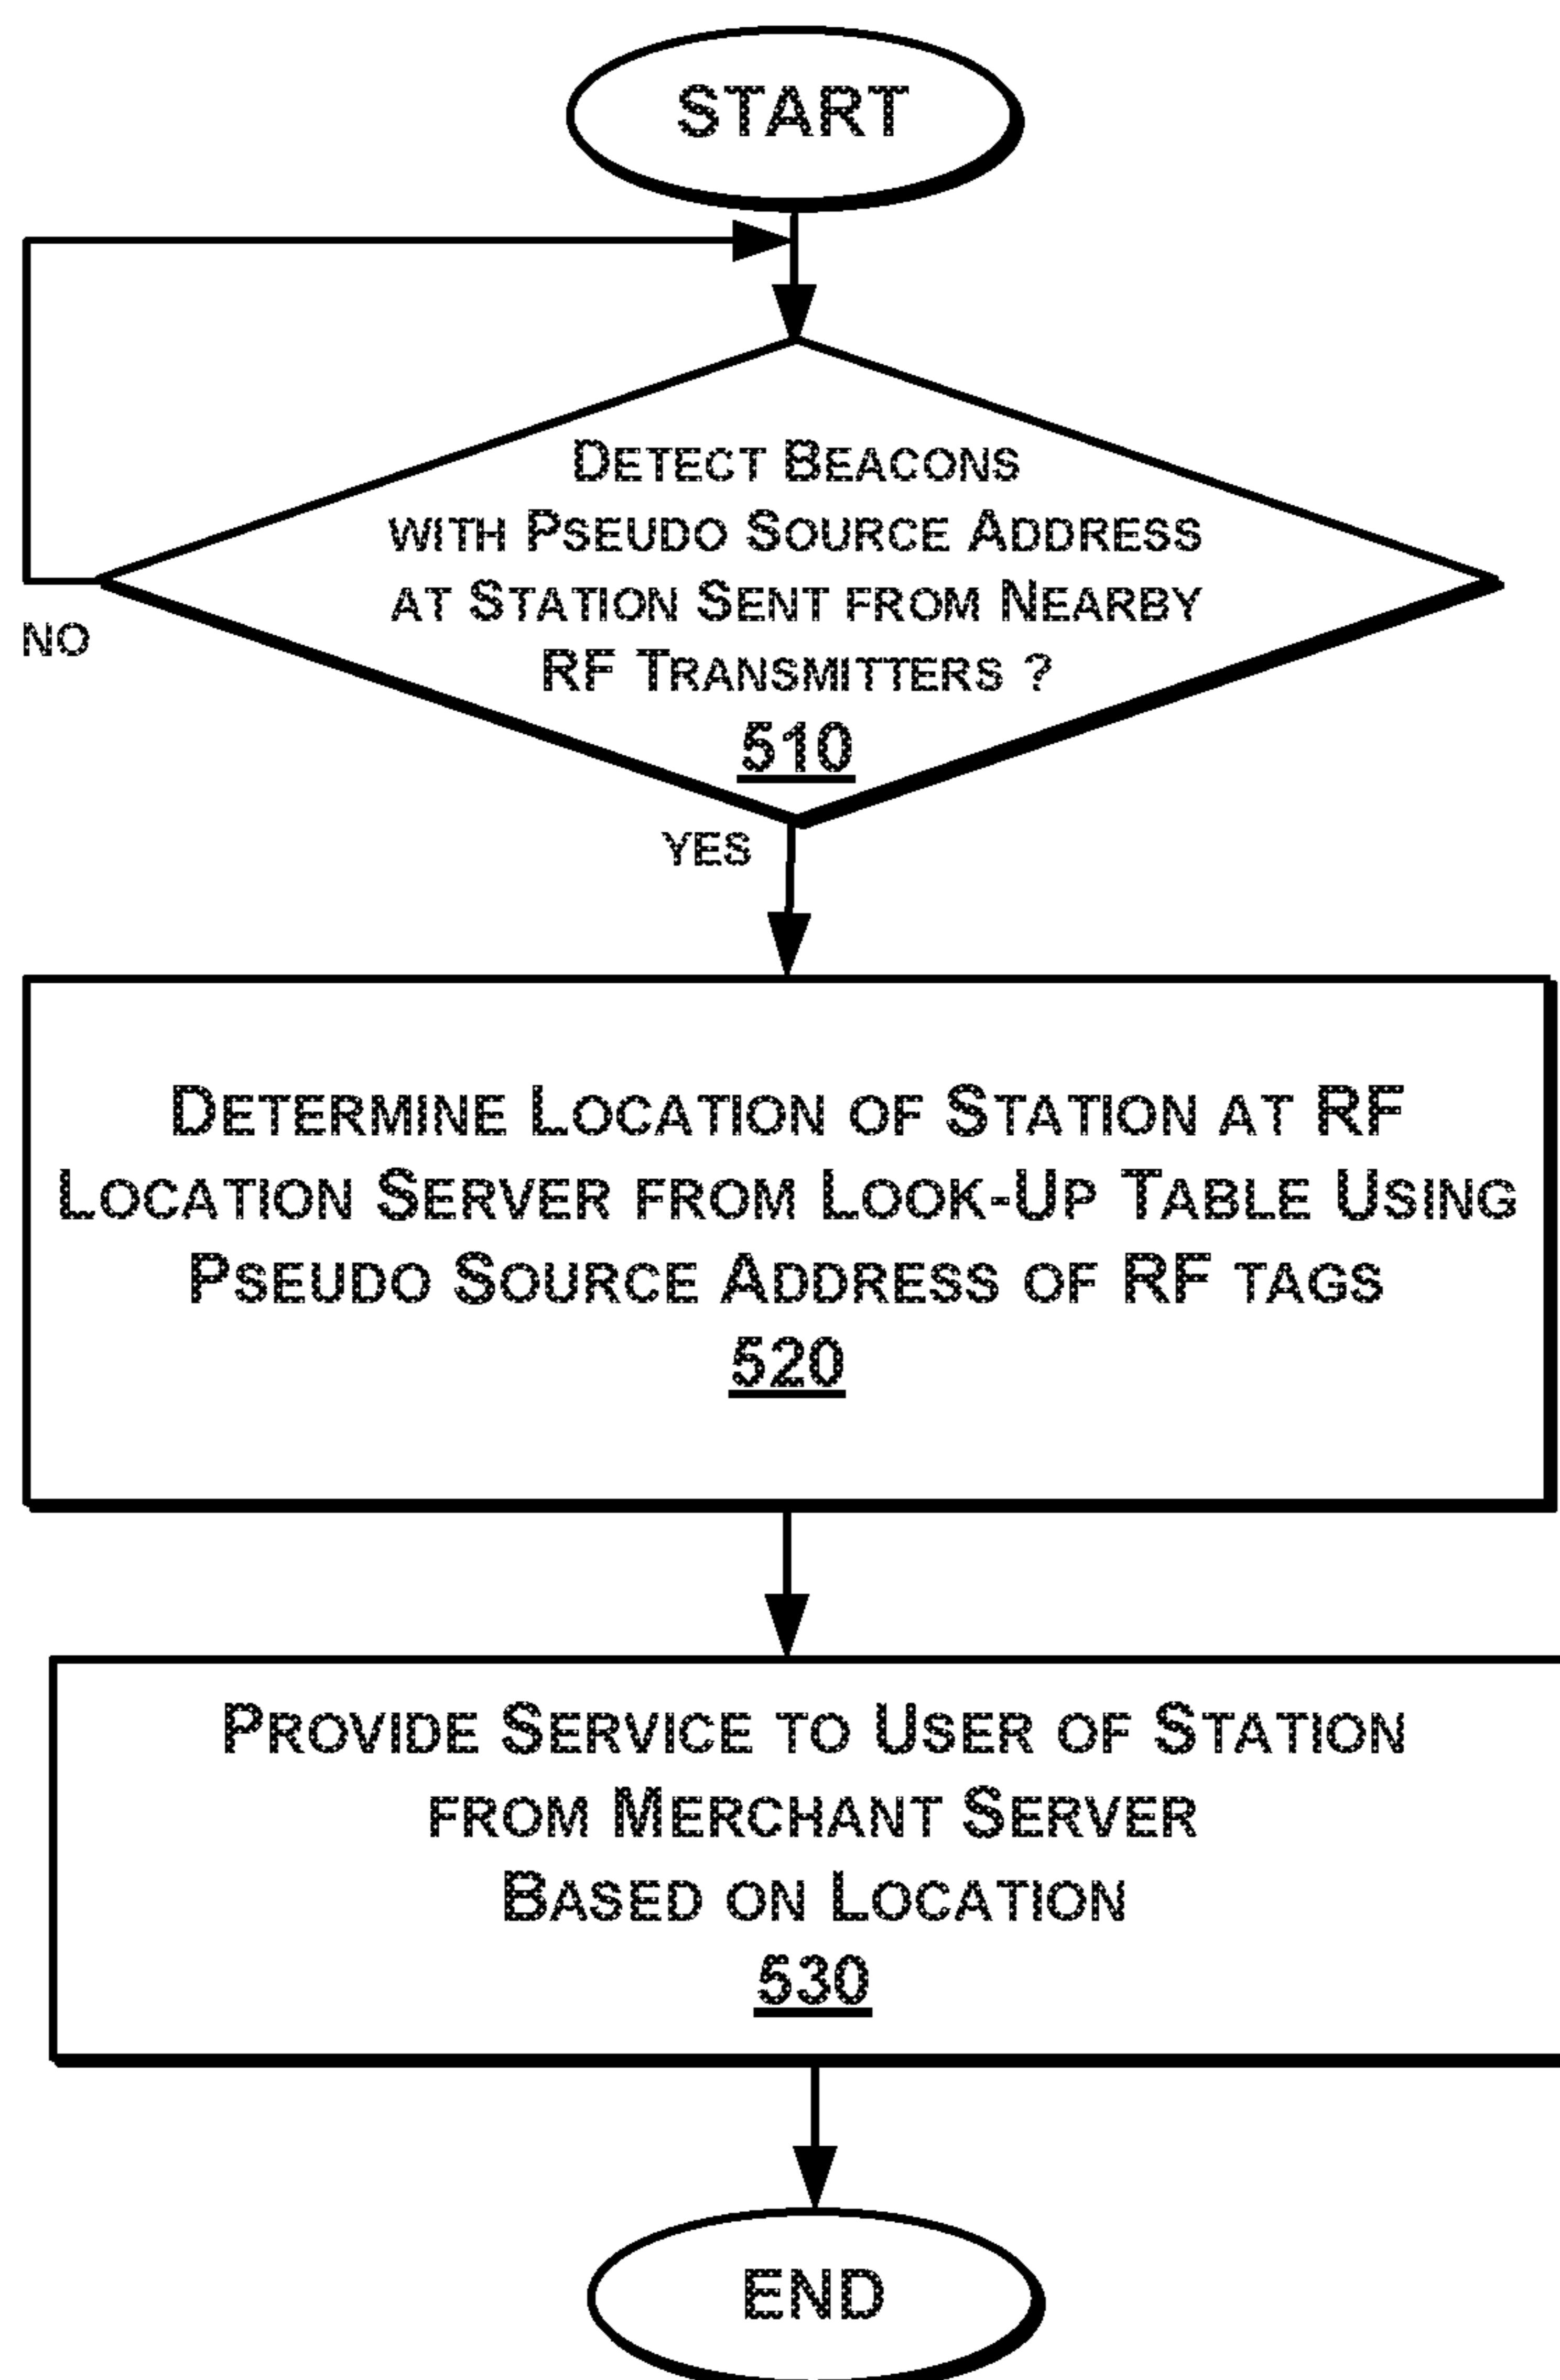 START
DETECT BEACONS
WITH PSEUDO SOURCE ADDRESS
AT STATION SENT FROM NEARBY
RF TRANSMITTERS ?
510
NO
YES
DETERMINE LOCATION OF STATION AT RF
LOCATION SERVER FROM LOOK-UP TABLE USING
PSEUDO SOURCE ADDRESS OF RF TAGS
520
PROVIDE SERVICE TO USER OF STATION
FROM MERCHANT SERVER
BASED ON LOCATION
530
END